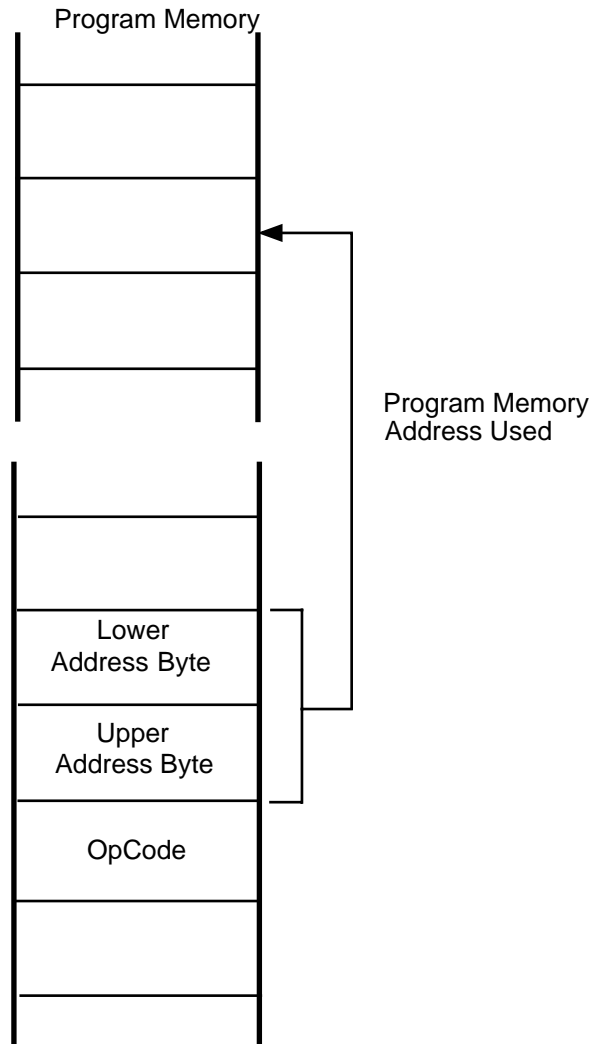 Program Memory
Program Memory
Address Used
Lower
Address Byte
Upper
Address Byte
OpCode